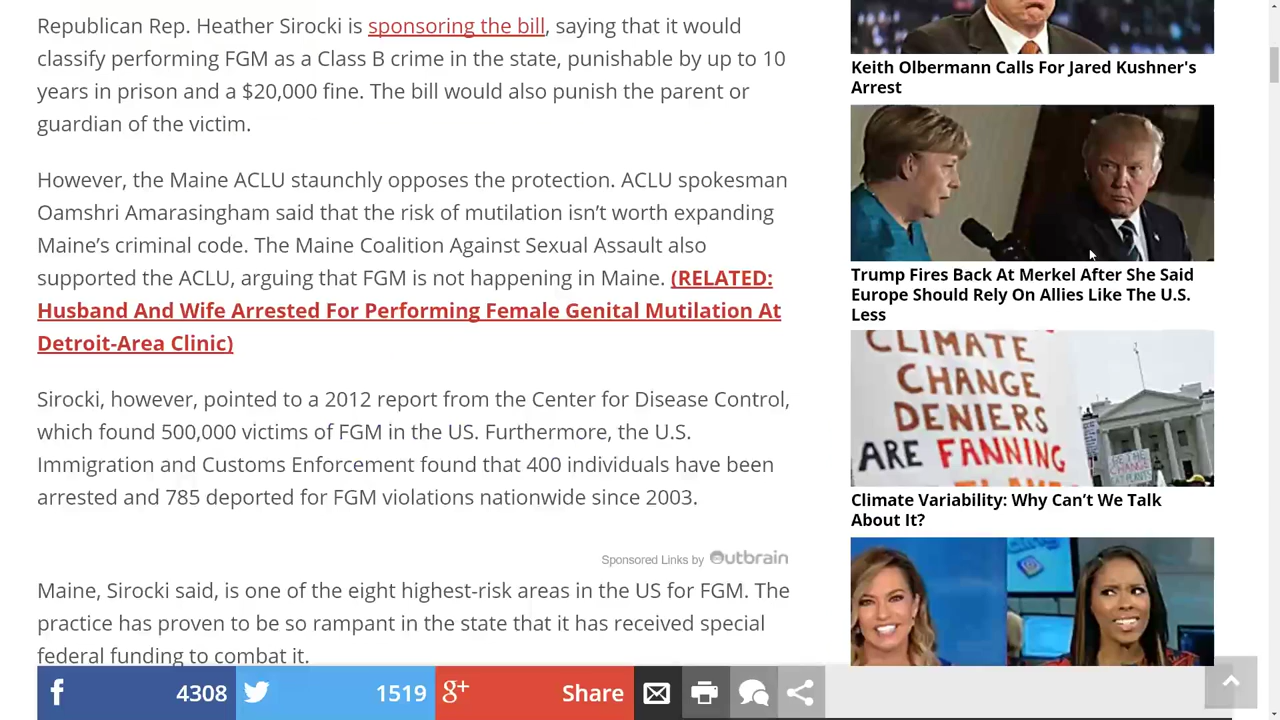 Republican Rep. Heather Sirocki is sponsoring the bill, saying that it would
classify performing FGM as a Class B crime in the state, punishable by up to 10
years in prison and a $20,000 fine. The bill would also punish the parent or
guardian of the victim.
However, the Maine ACLU staunchly opposes the protection. ACLU spokesman
Oamshri Amarasingham said that the risk of mutilation isn’t worth expanding
Maine’s criminal code. The Maine Coalition Against Sexual Assault also
supported the ACLU, arguing that FGM is not happening in Maine. (RELATED:
Husband And Wife Arrested For Performing Female Genital Mutilation At
Detroit-Area Clinic)
Sirocki, however, pointed to a 2012 report from the Center for Disease Control,
which found 500,000 victims of FGM in the US. Furthermore, the U.S.
Immigration and Customs Enforcement found that 400 individuals have been
arrested and 785 deported for FGM violations nationwide since 2003.
Sponsored Links by Outbrain
Maine, Sirocki said, is one of the eight highest-risk areas in the US for FGM. The
practice has proven to be so rampant in the state that it has received special
federal funding to combat it.
f 4308
1519
g+ Share
Keith Olbermann Calls For Jared Kushner's
Arrest
Trump Fires Back At Merkel After She Said
Europe Should Rely On Allies Like The U.S.
Less
CLIMATE
CHANGE
DENIERS
ARE FANNING
Climate Variability: Why Can’t We Talk
About It?